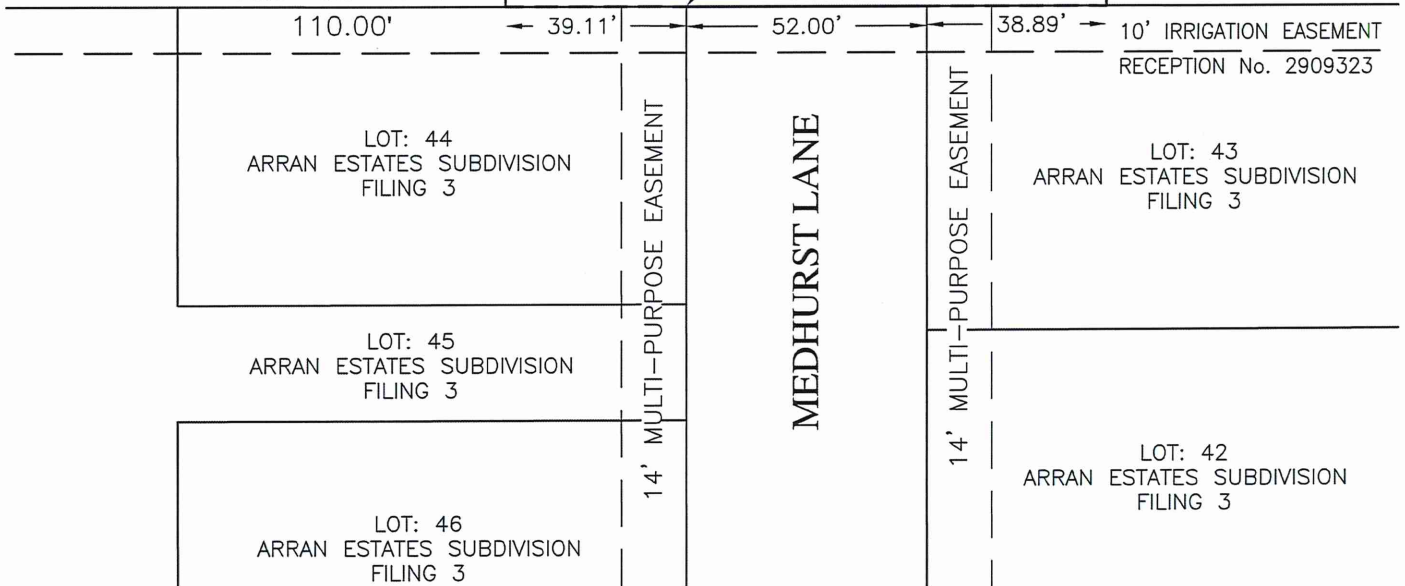 110.00' 39.11' 52.00' 38.89' 10' IRRIGATION EASEMENT
RECEPTION No. 2909323
LOT: 44
ARRAN ESTATES SUBDIVISION
FILING 3
14' MULTI-PURPOSE EASEMENT
MEDHURST LANE
14' MULTI-PURPOSE EASEMENT
LOT: 43
ARRAN ESTATES SUBDIVISION
FILING 3
LOT: 45
ARRAN ESTATES SUBDIVISION
FILING 3
LOT: 42
ARRAN ESTATES SUBDIVISION
FILING 3
LOT: 46
ARRAN ESTATES SUBDIVISION
FILING 3